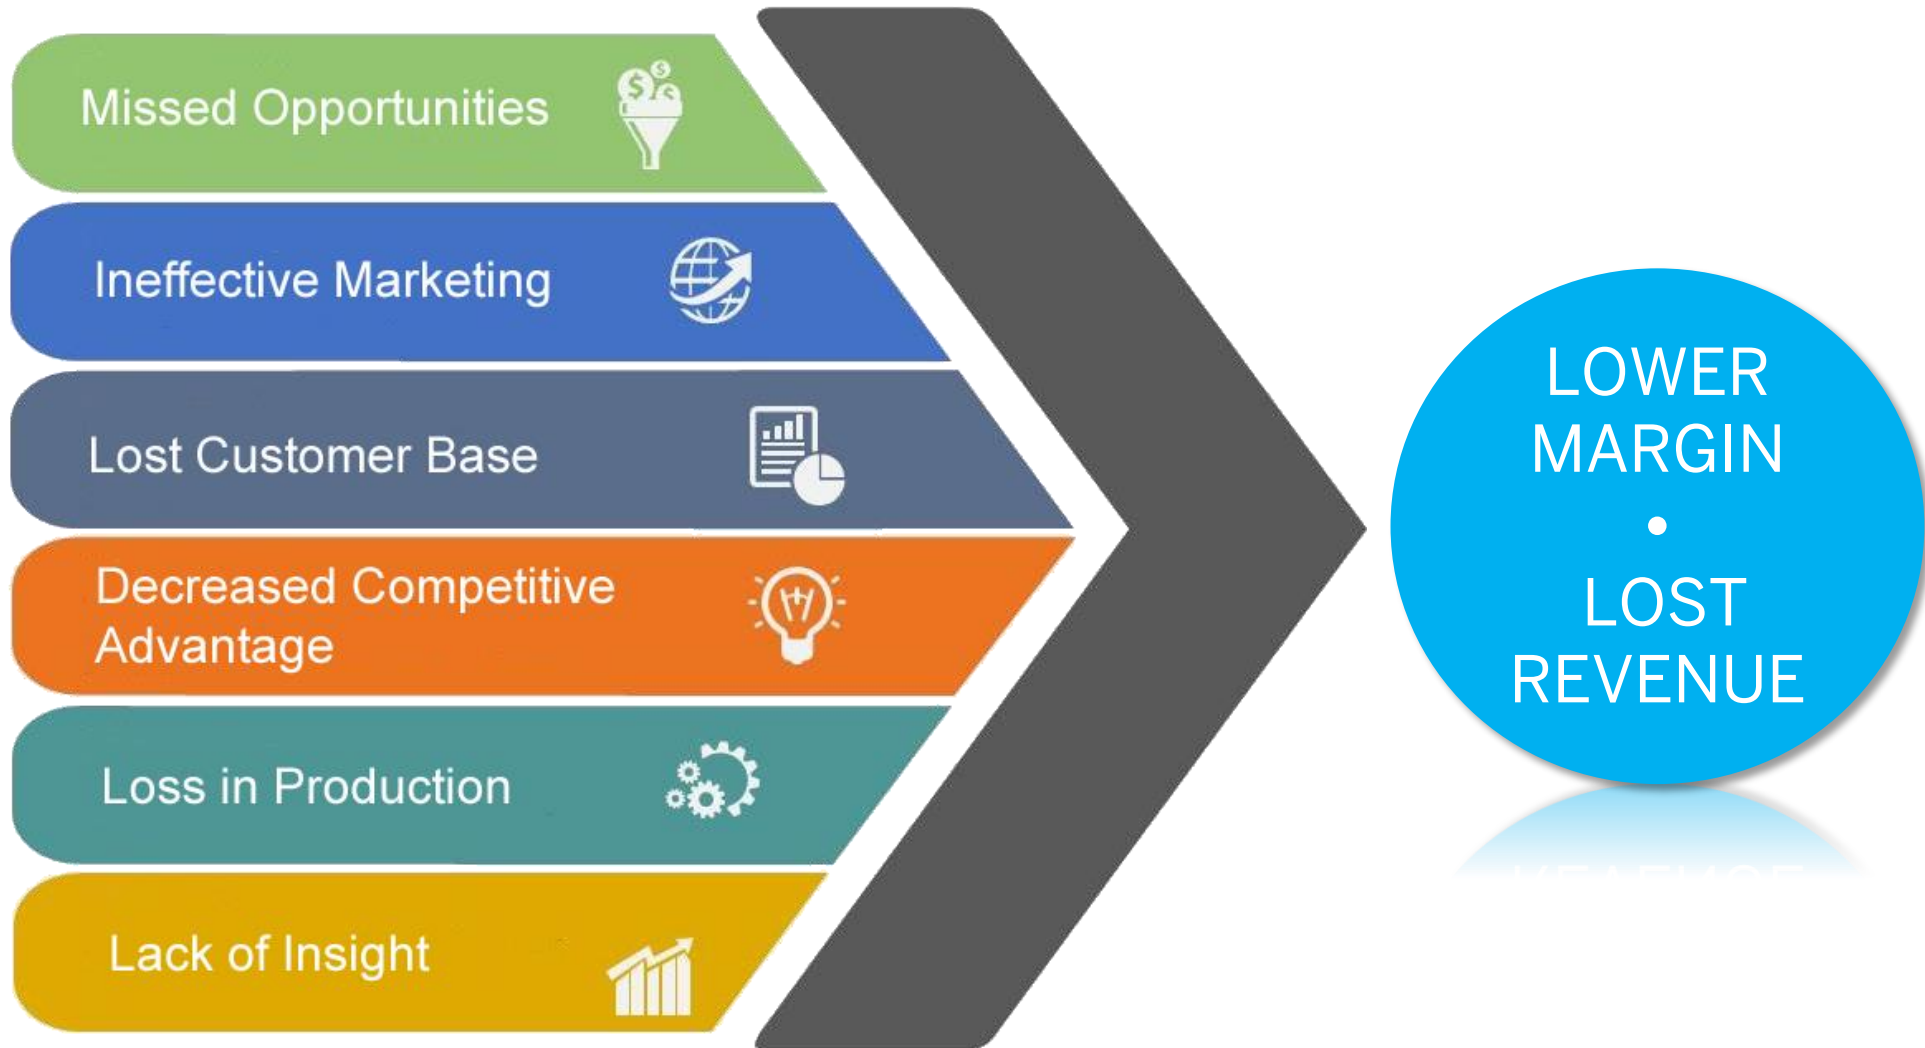 Missed Opportunities
Ineffective Marketing
Lost Customer Base
Decreased Competitive
Advantage
Loss in Production
Lack of Insight
LOWER
MARGIN
•
LOST
REVENUE